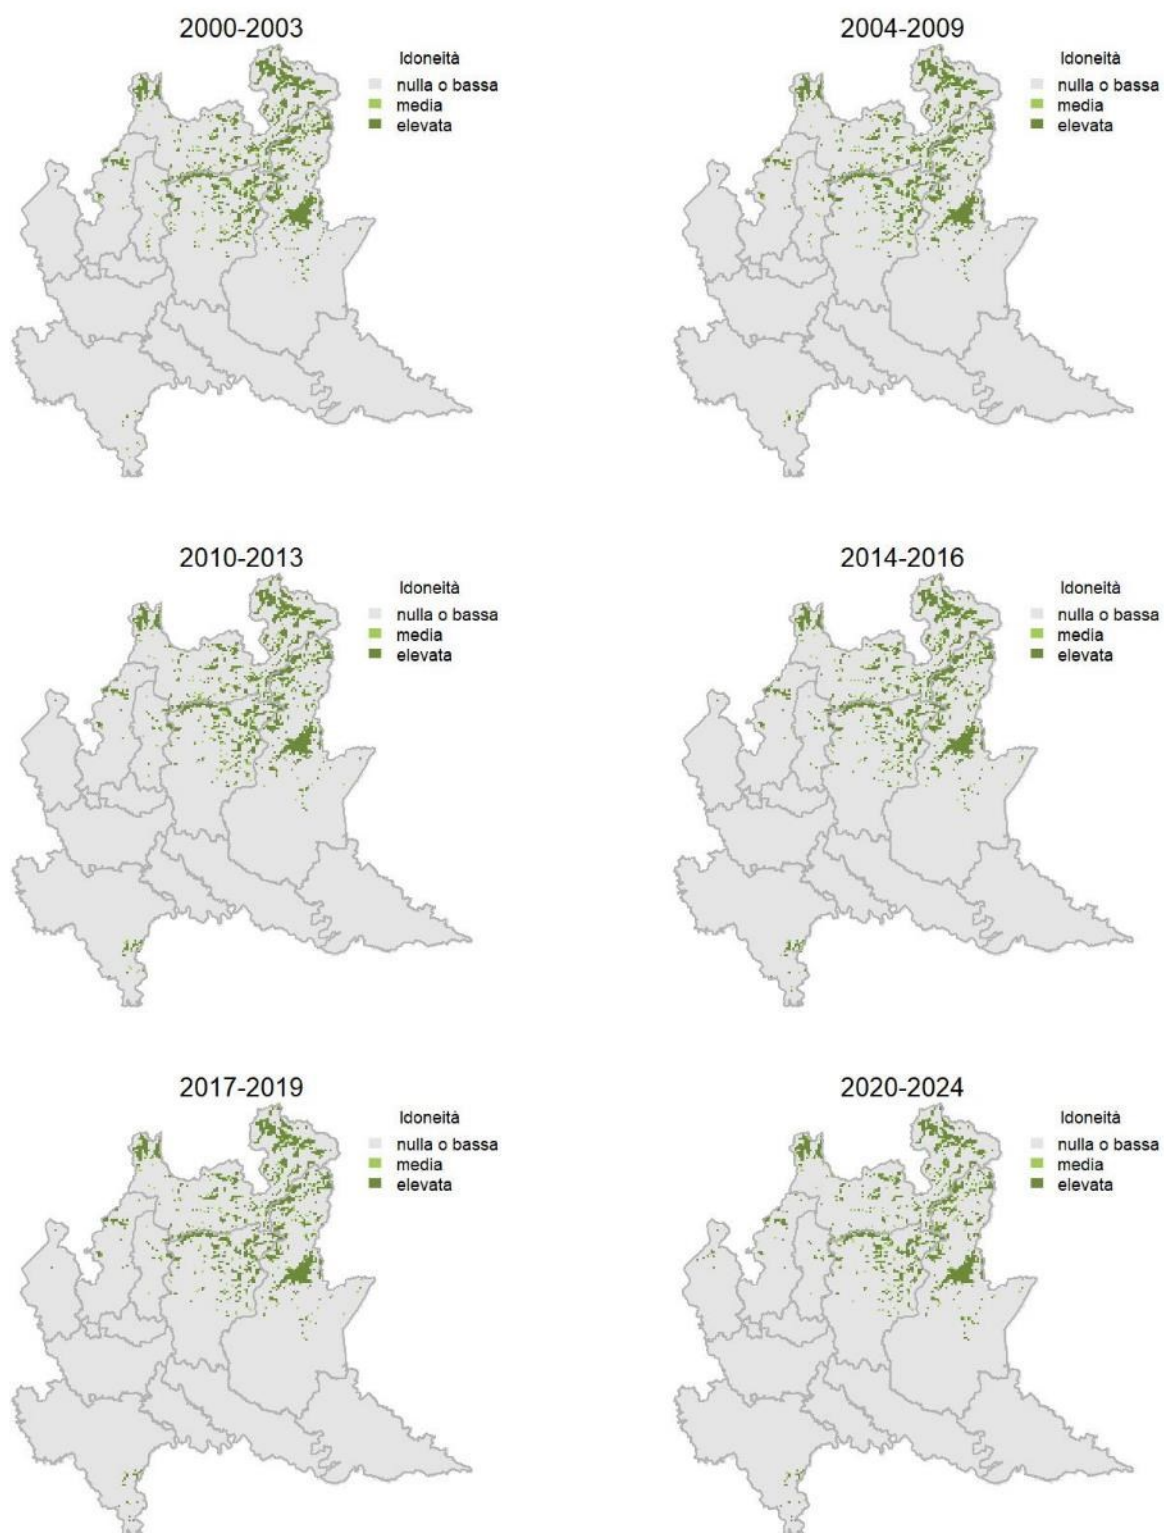 2000-2003
Idoneità
nulla o bassa
media
elevata
2004-2009
Idoneità
nulla o bassa
media
elevata
2010-2013
Idoneità
nulla o bassa
media
elevata
2014-2016
Idoneità
nulla o bassa
media
elevata
2017-2019
Idoneità
nulla o bassa
media
elevata
2020-2024
Idoneità
nulla o bassa
media
elevata